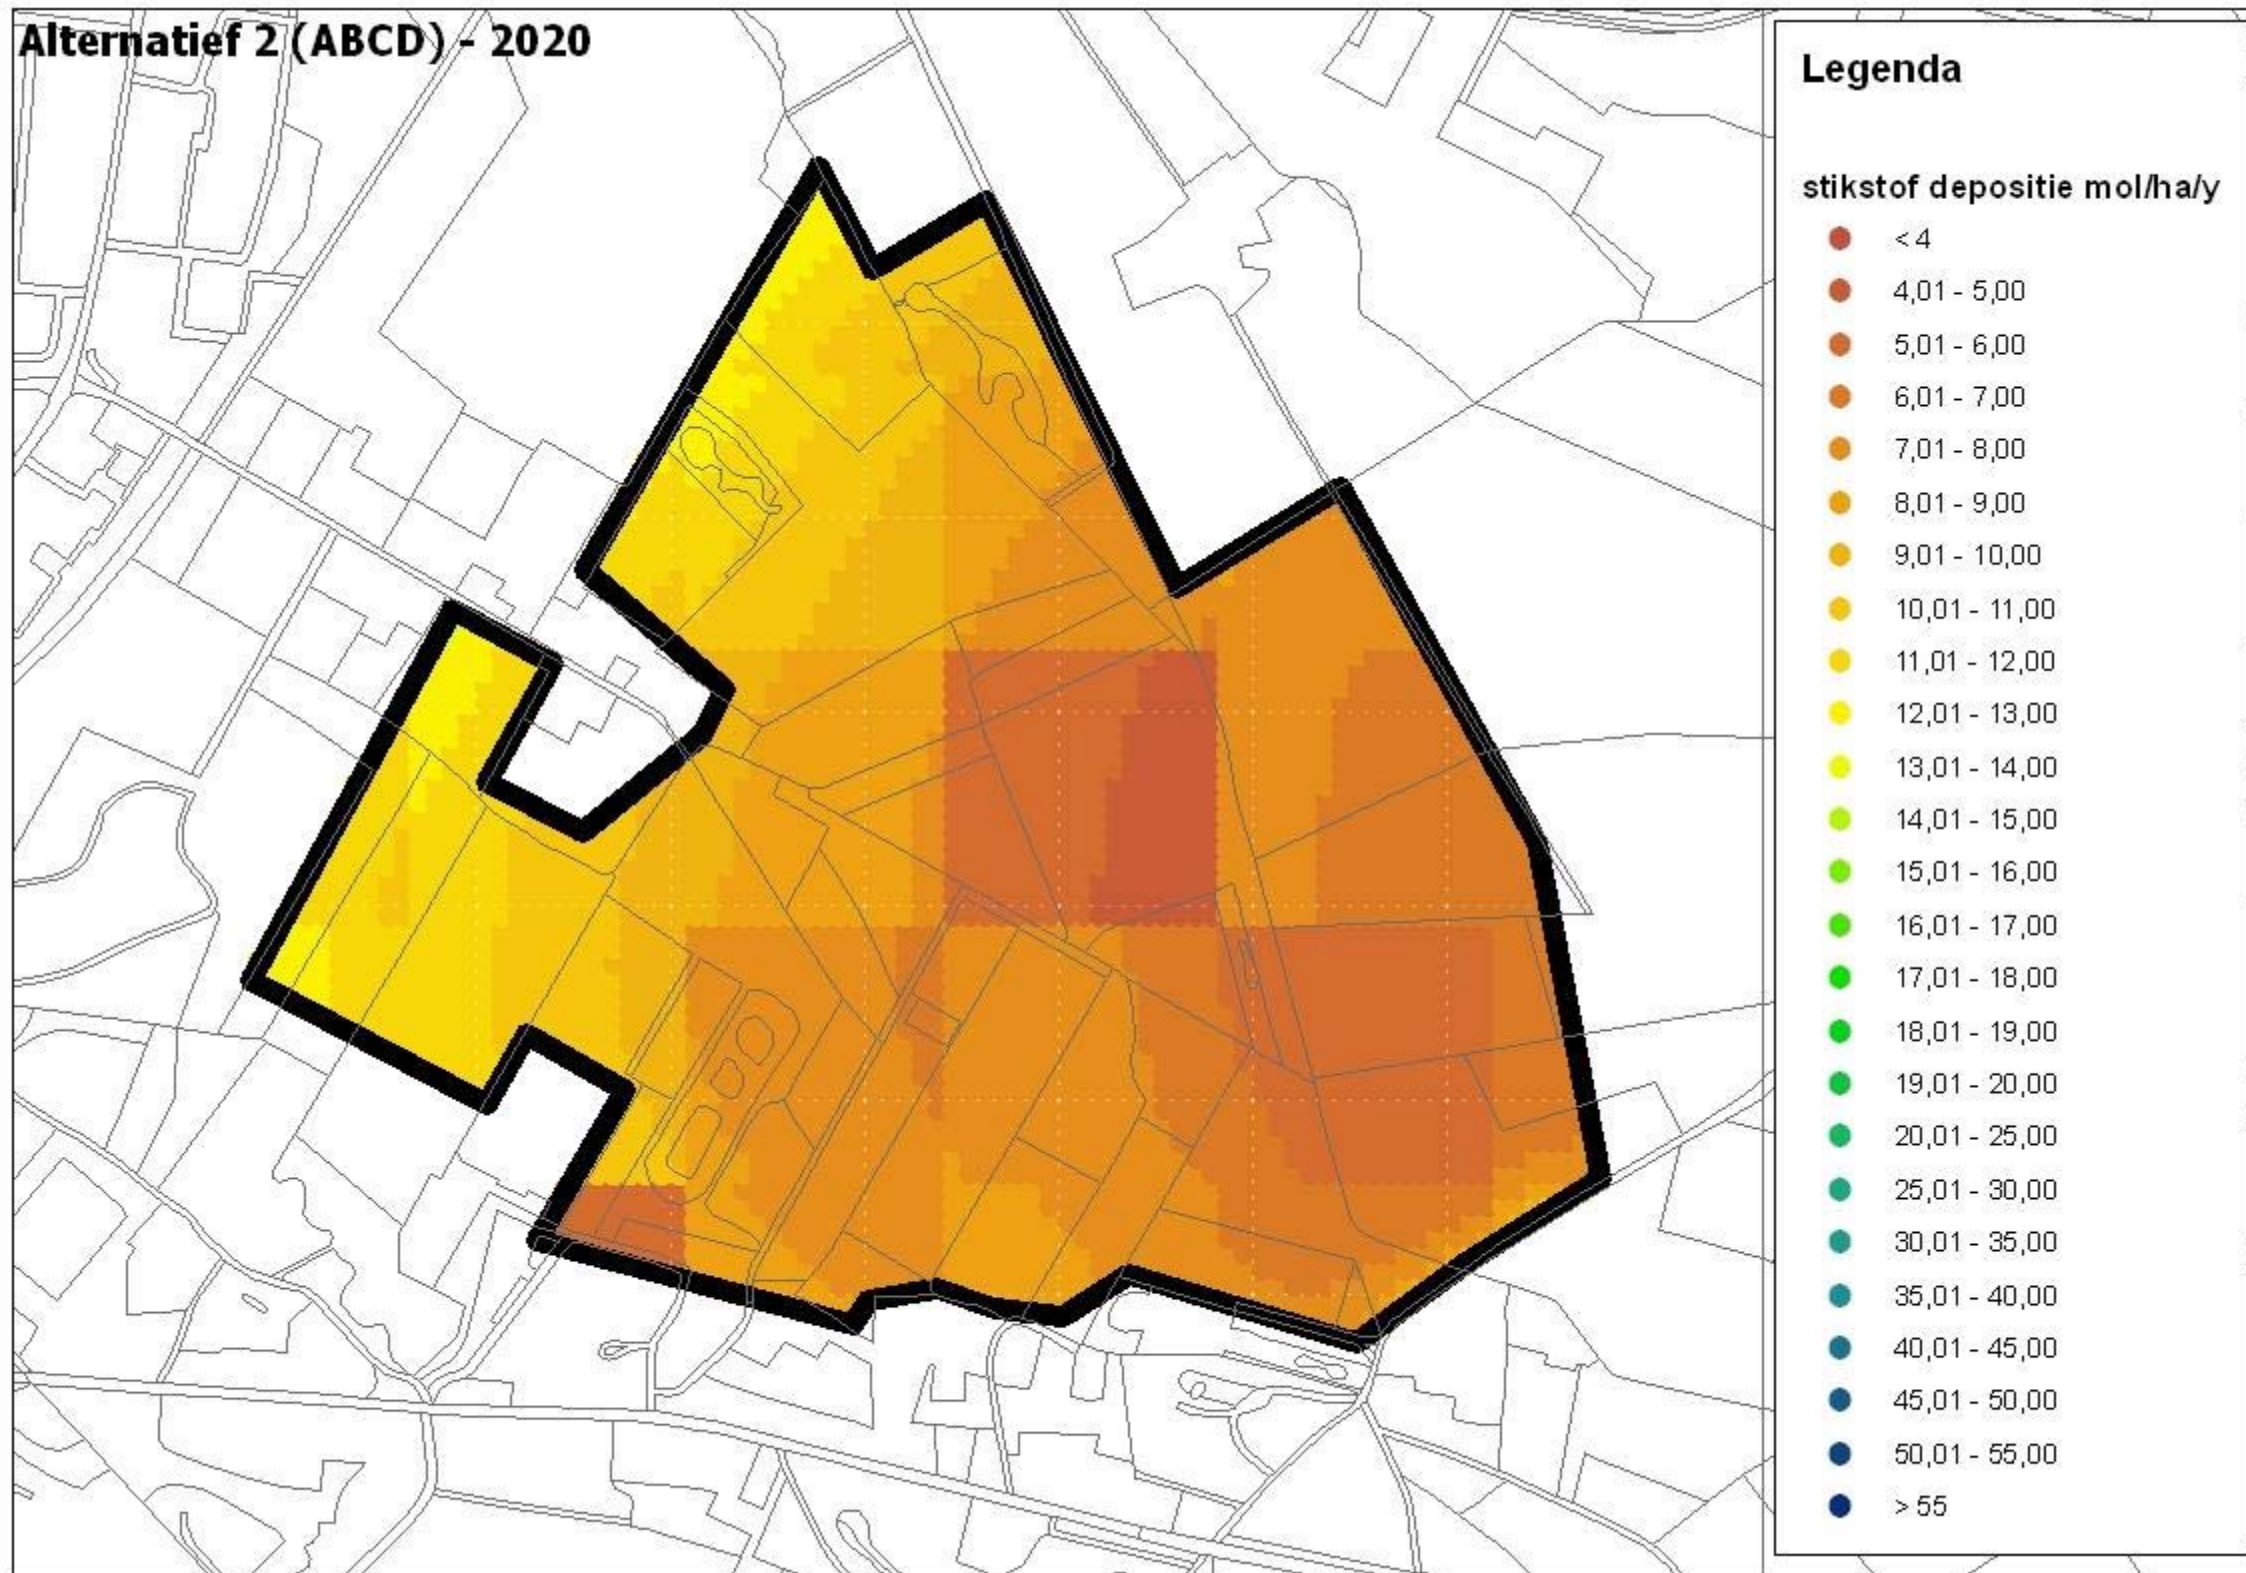 Alternatief 2 (ABCD) - 2020
Legenda
stikstof depositie mol/ha/y
< 4
4,01 - 5,00
5,01 - 6,00
6,01 - 7,00
7,01 - 8,00
8,01 - 9,00
9,01 - 10,00
10,01 - 11,00
11,01 - 12,00
12,01 - 13,00
13,01 - 14,00
14,01 - 15,00
15,01 - 16,00
16,01 - 17,00
17,01 - 18,00
18,01 - 19,00
19,01 - 20,00
20,01 - 25,00
25,01 - 30,00
30,01 - 35,00
35,01 - 40,00
40,01 - 45,00
45,01 - 50,00
50,01 - 55,00
> 55